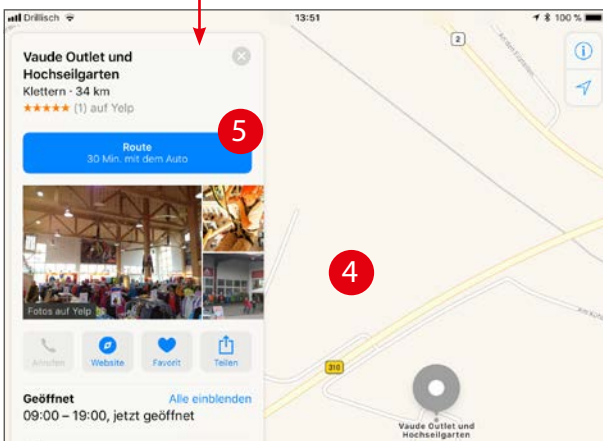 Drillisch
13:51
100 %
Vaude Outlet und
Hochseilgarten
Klettern · 34 km
(1) auf Yelp
Route
30 Min. mit dem Auto
5
Fotos auf Yelp
Anrufen
Website
Favorit
Teilen
Geöffnet
Alle einblenden
09:00 – 19:00, jetzt geöffnet
2
4
310
Vaude Outlet und
Hochseilgarten